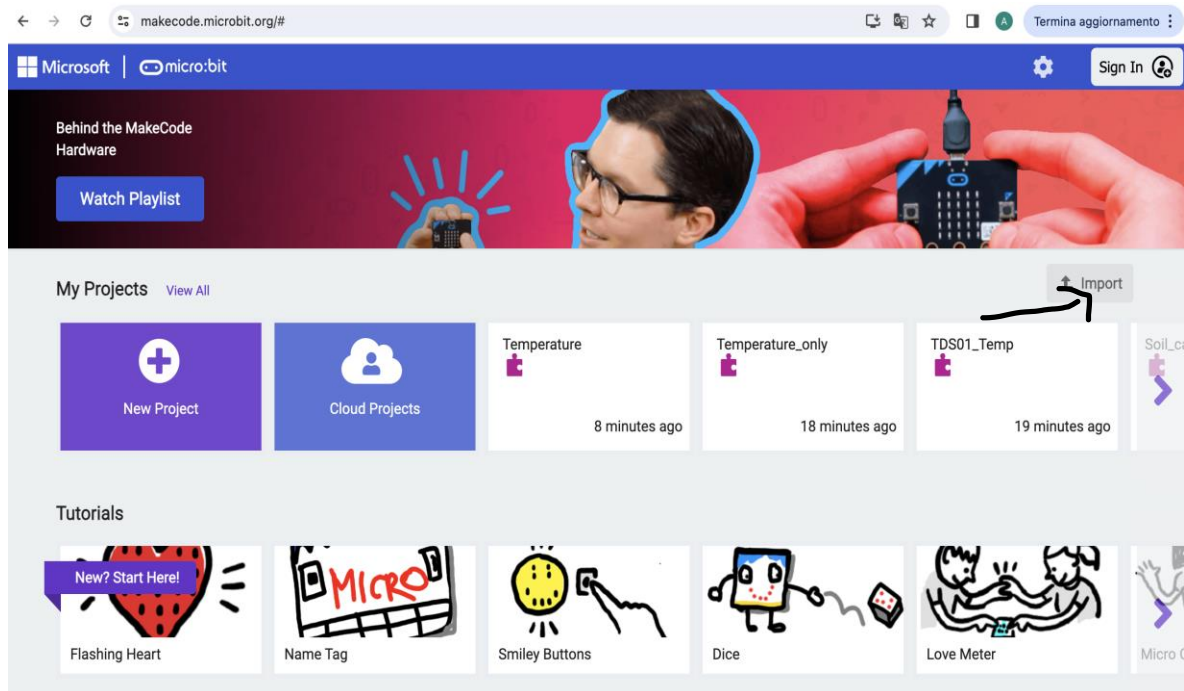 makecode.microbit.org/#
A
Termina aggiornamento
Microsoft
micro:bit
Sign In
Behind the MakeCode
Hardware
Watch Playlist
My Projects
View All
Import
New Project
Cloud Projects
Temperature
8 minutes ago
Temperature_only
18 minutes ago
TDS01_Temp
19 minutes ago
Tutorials
New? Start Here!
MICRO
Flashing Heart
Name Tag
Smiley Buttons
Dice
Love Meter
Micro